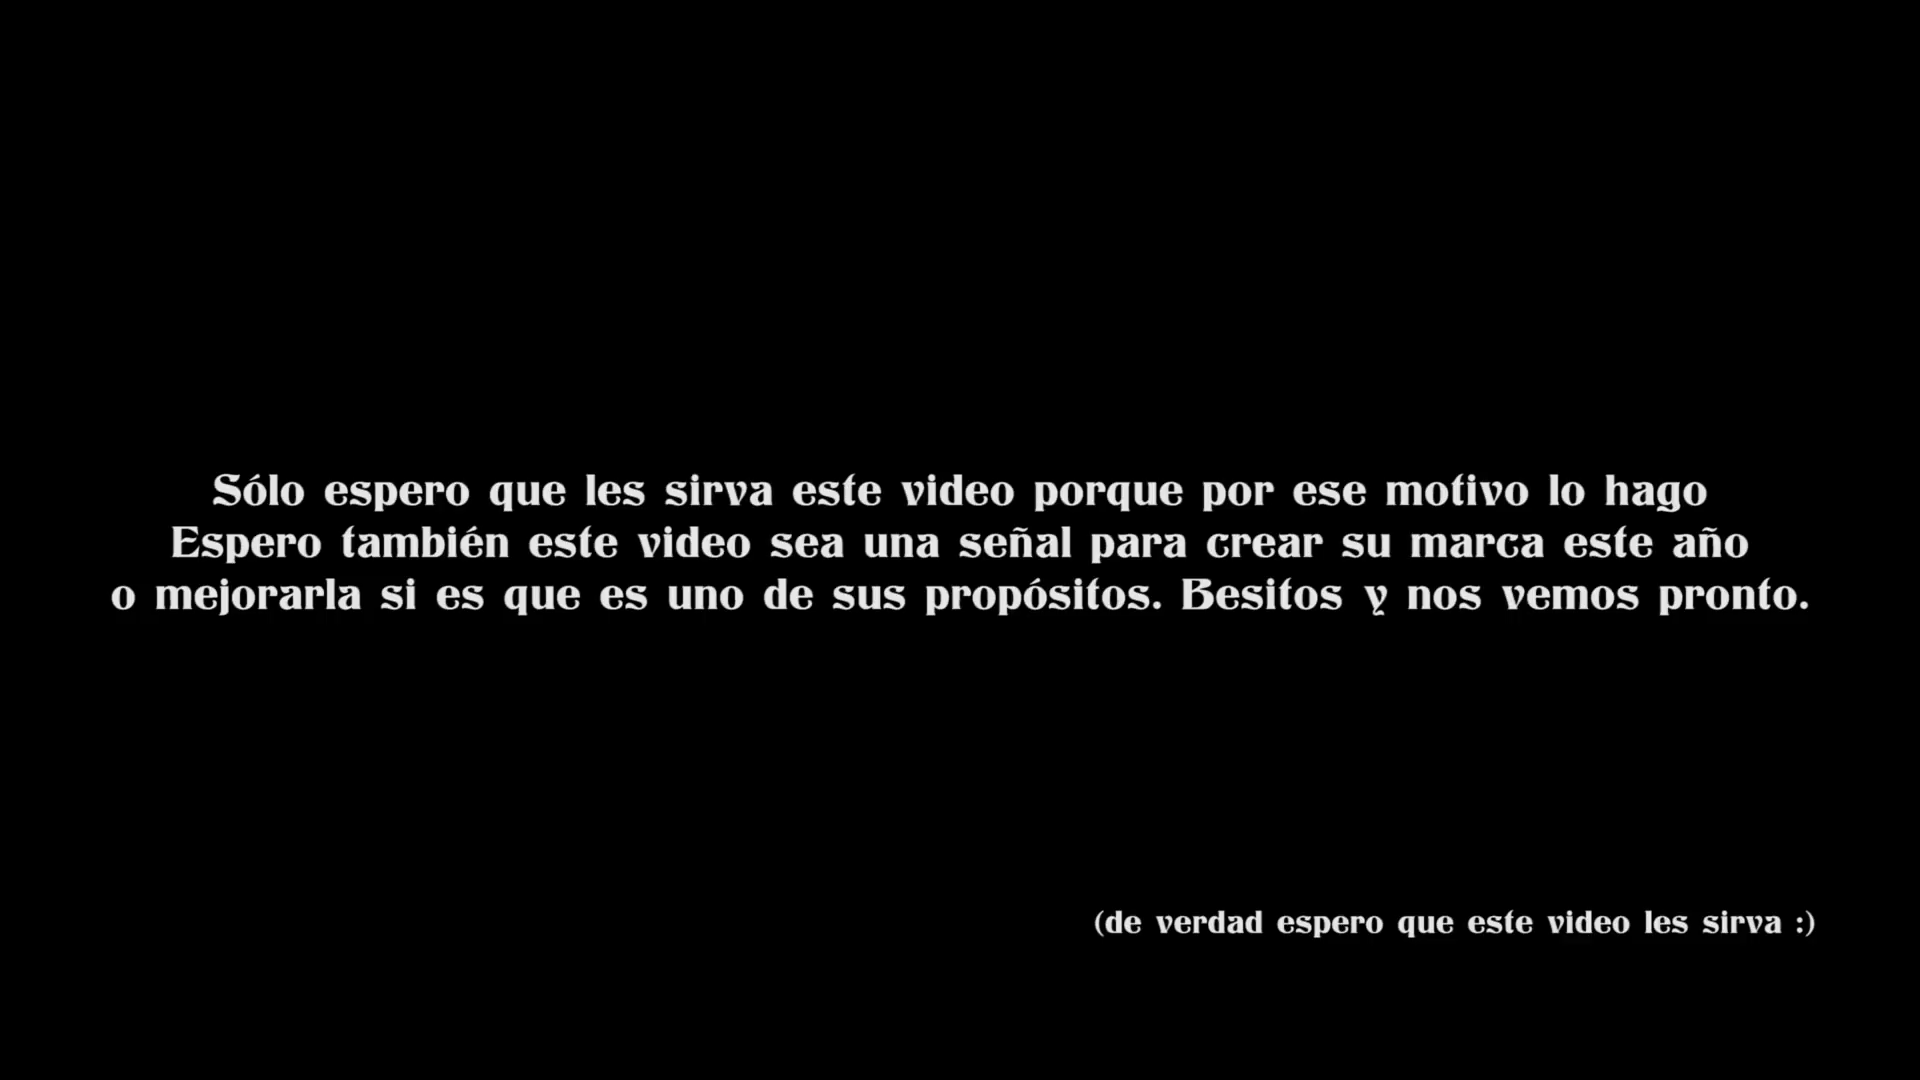 Sólo espero que les sirva este video porque por ese motivo lo hago
Espero también este video sea una señal para crear su marca este año
o mejorarla si es que es uno de sus propósitos. Besitos y nos vemos pronto.
(de verdad espero que este video les sirva :)